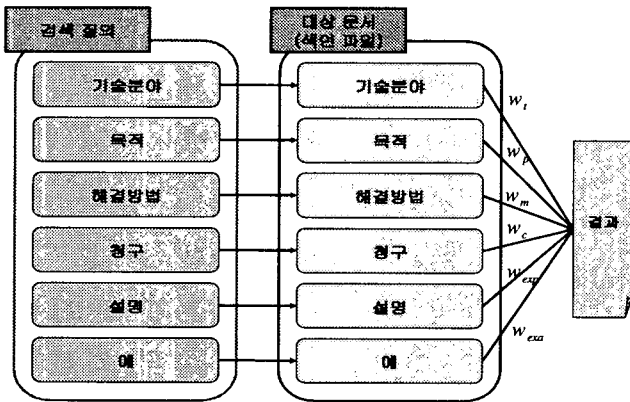 검색 질의
대상 문서
(색인 파일)
기술분야
기술분야
w_t
목적
목적
w_p
해결방법
해결방법
w_m
결과
청구
청구
w_c
설명
설명
w_exp
예
예
w_exa